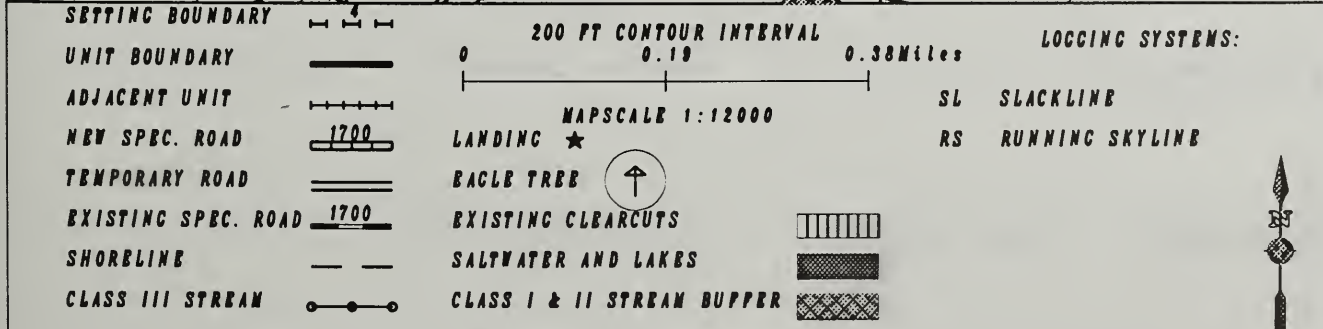 SETTING BOUNDARY 4
UNIT BOUNDARY
ADJACENT UNIT
NEW SPEC. ROAD 1700
TEMPORARY ROAD
EXISTING SPEC. ROAD 1700
SHORELINE
CLASS III STREAM
200 FT CONTOUR INTERVAL
0 0.19 0.38Miles
MAPSCALE 1:12000
LANDING
EAGLE TREE
EXISTING CLEARCUTS
SALTWATER AND LAKES
CLASS I & II STREAM BUFFER
LOGGING SYSTEMS:
SL SLACKLINE
RS RUNNING SKYLINE
N